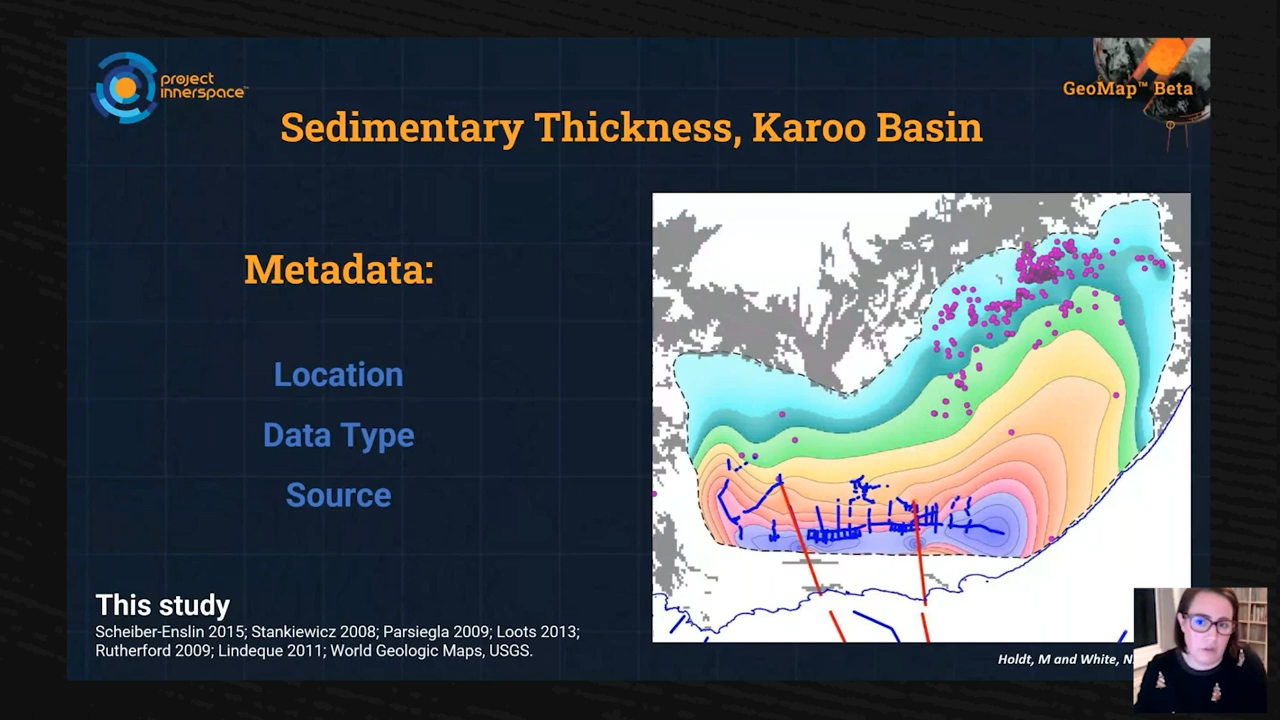 project
innerspace™
GeoMap™ Beta
Sedimentary Thickness, Karoo Basin
Metadata:
Location
Data Type
Source
This study
Scheiber-Enslin 2015; Stankiewicz 2008; Parsiegla 2009; Loots 2013;
Rutherford 2009; Lindeque 2011; World Geologic Maps, USGS.
Holdt, M and White, N